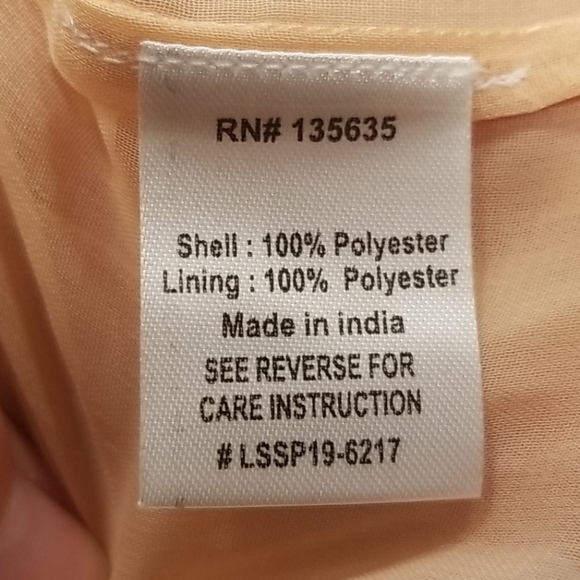 RN# 135635
Shell : 100% Polyester
Lining : 100% Polyester
Made in india
SEE REVERSE FOR
CARE INSTRUCTION
# LSSP19-6217